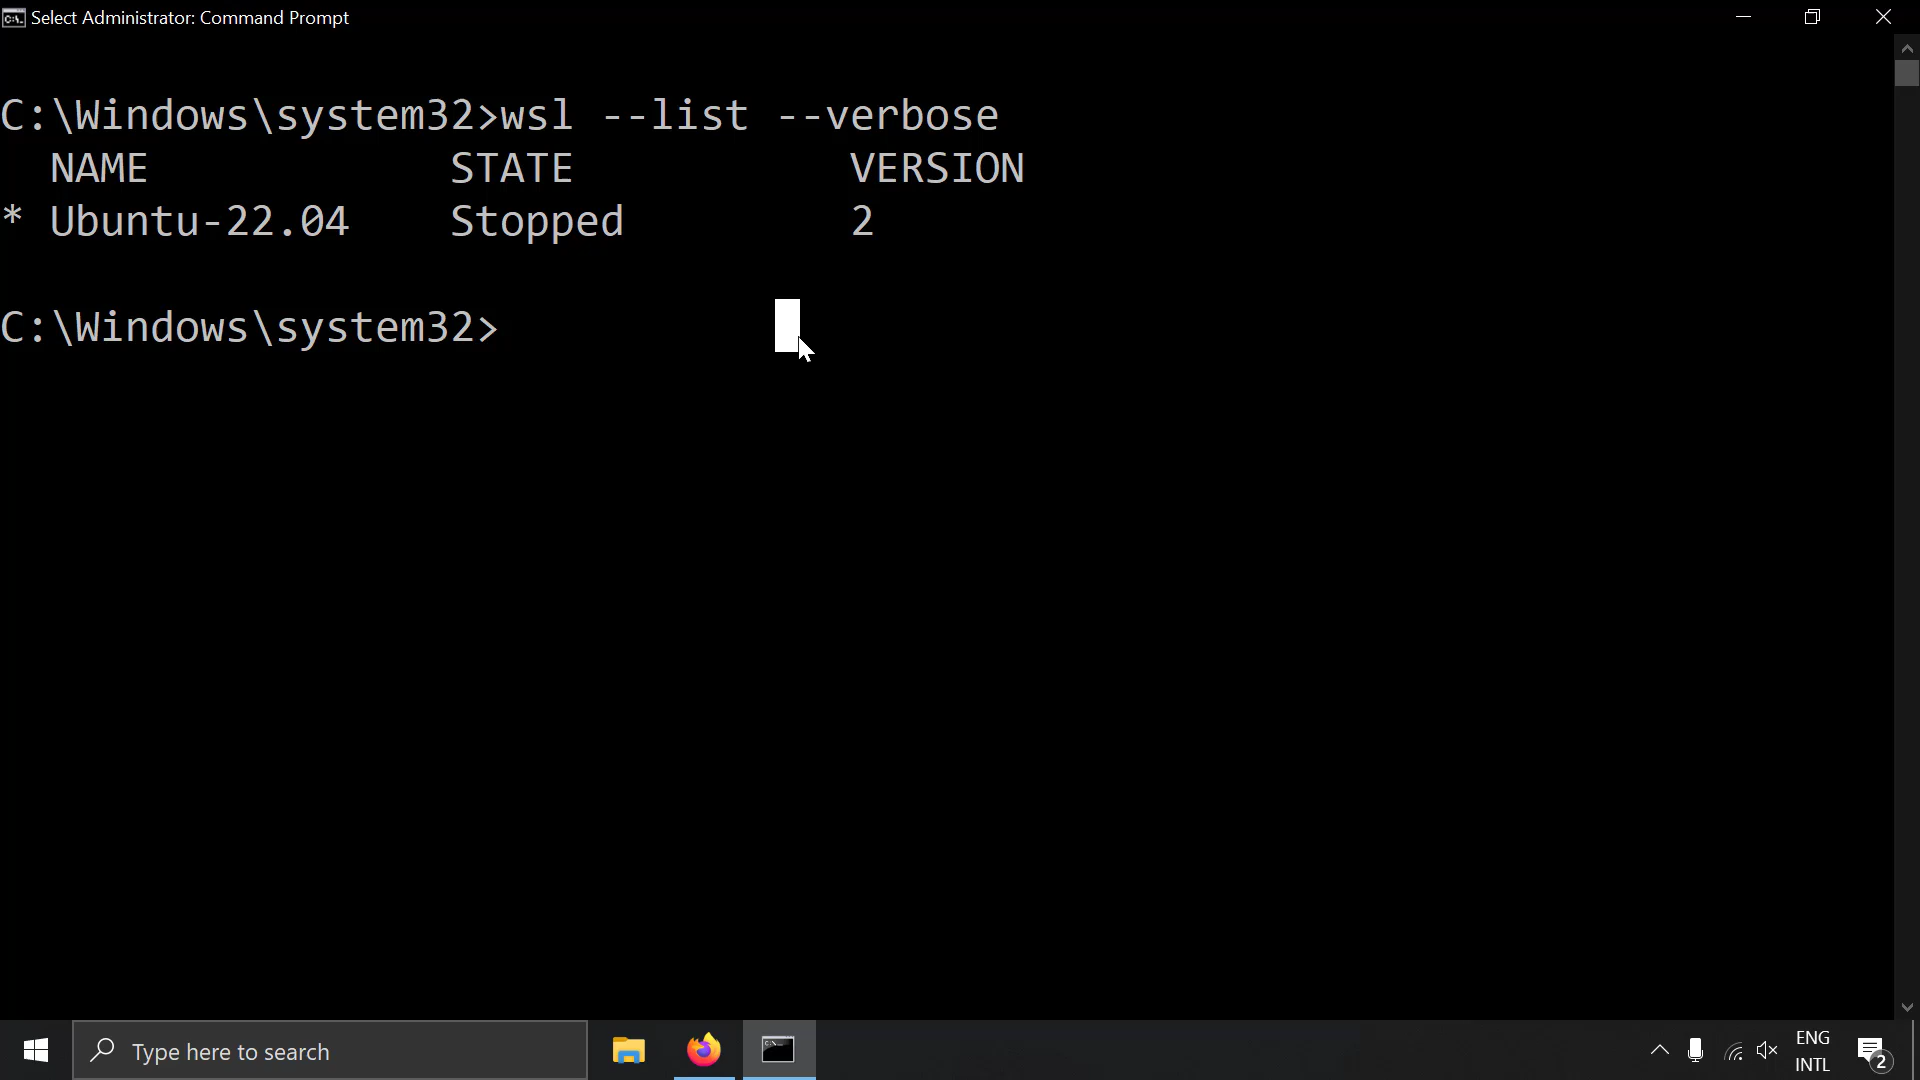 Select Administrator: Command Prompt
C:\Windows\system32>wsl --list --verbose
NAME STATE VERSION
* Ubuntu-22.04 Stopped 2
C:\Windows\system32>
Type here to search
ENG
INTL
2